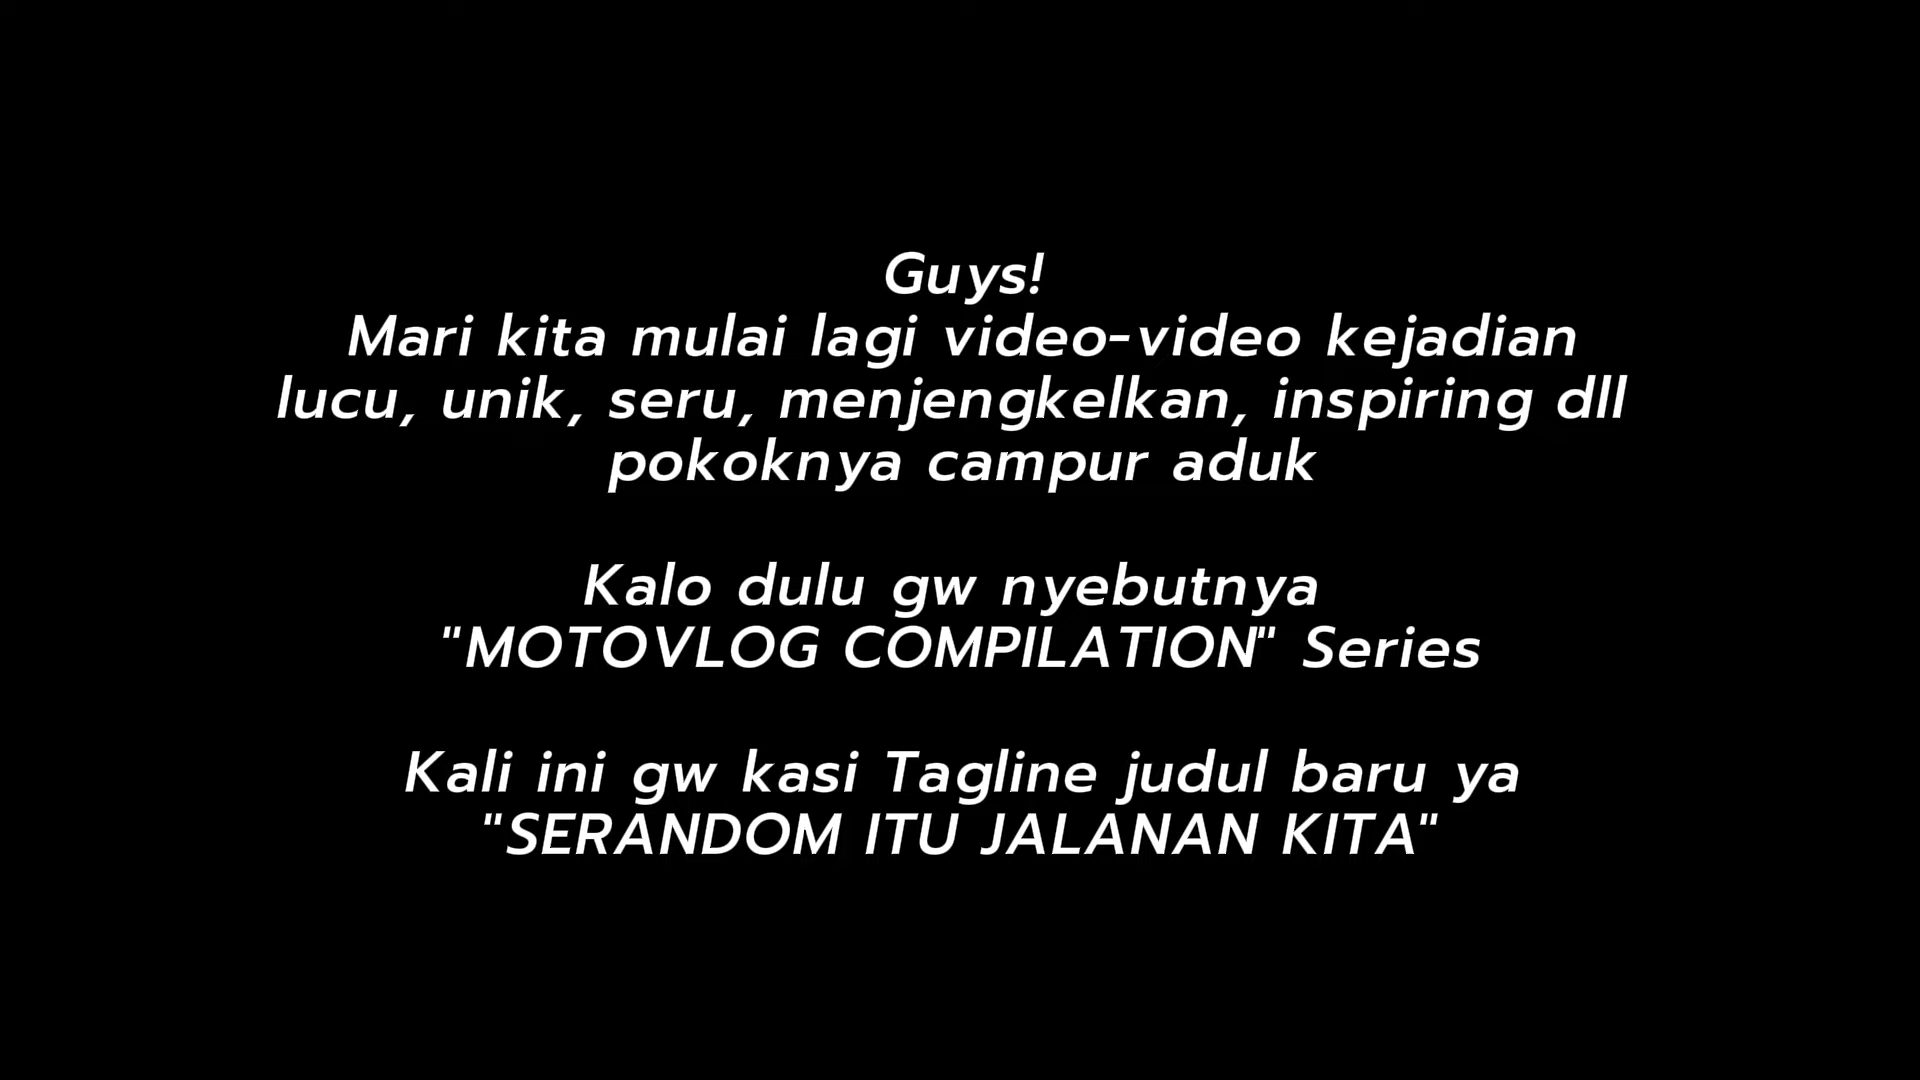 Guys!
Mari kita mulai lagi video-video kejadian
lucu, unik, seru, menjengkelkan, inspiring dll
pokoknya campur aduk
Kalo dulu gw nyebutnya
"MOTOVLOG COMPILATION" Series
Kali ini gw kasi Tagline judul baru ya
"SERANDOM ITU JALANAN KITA"